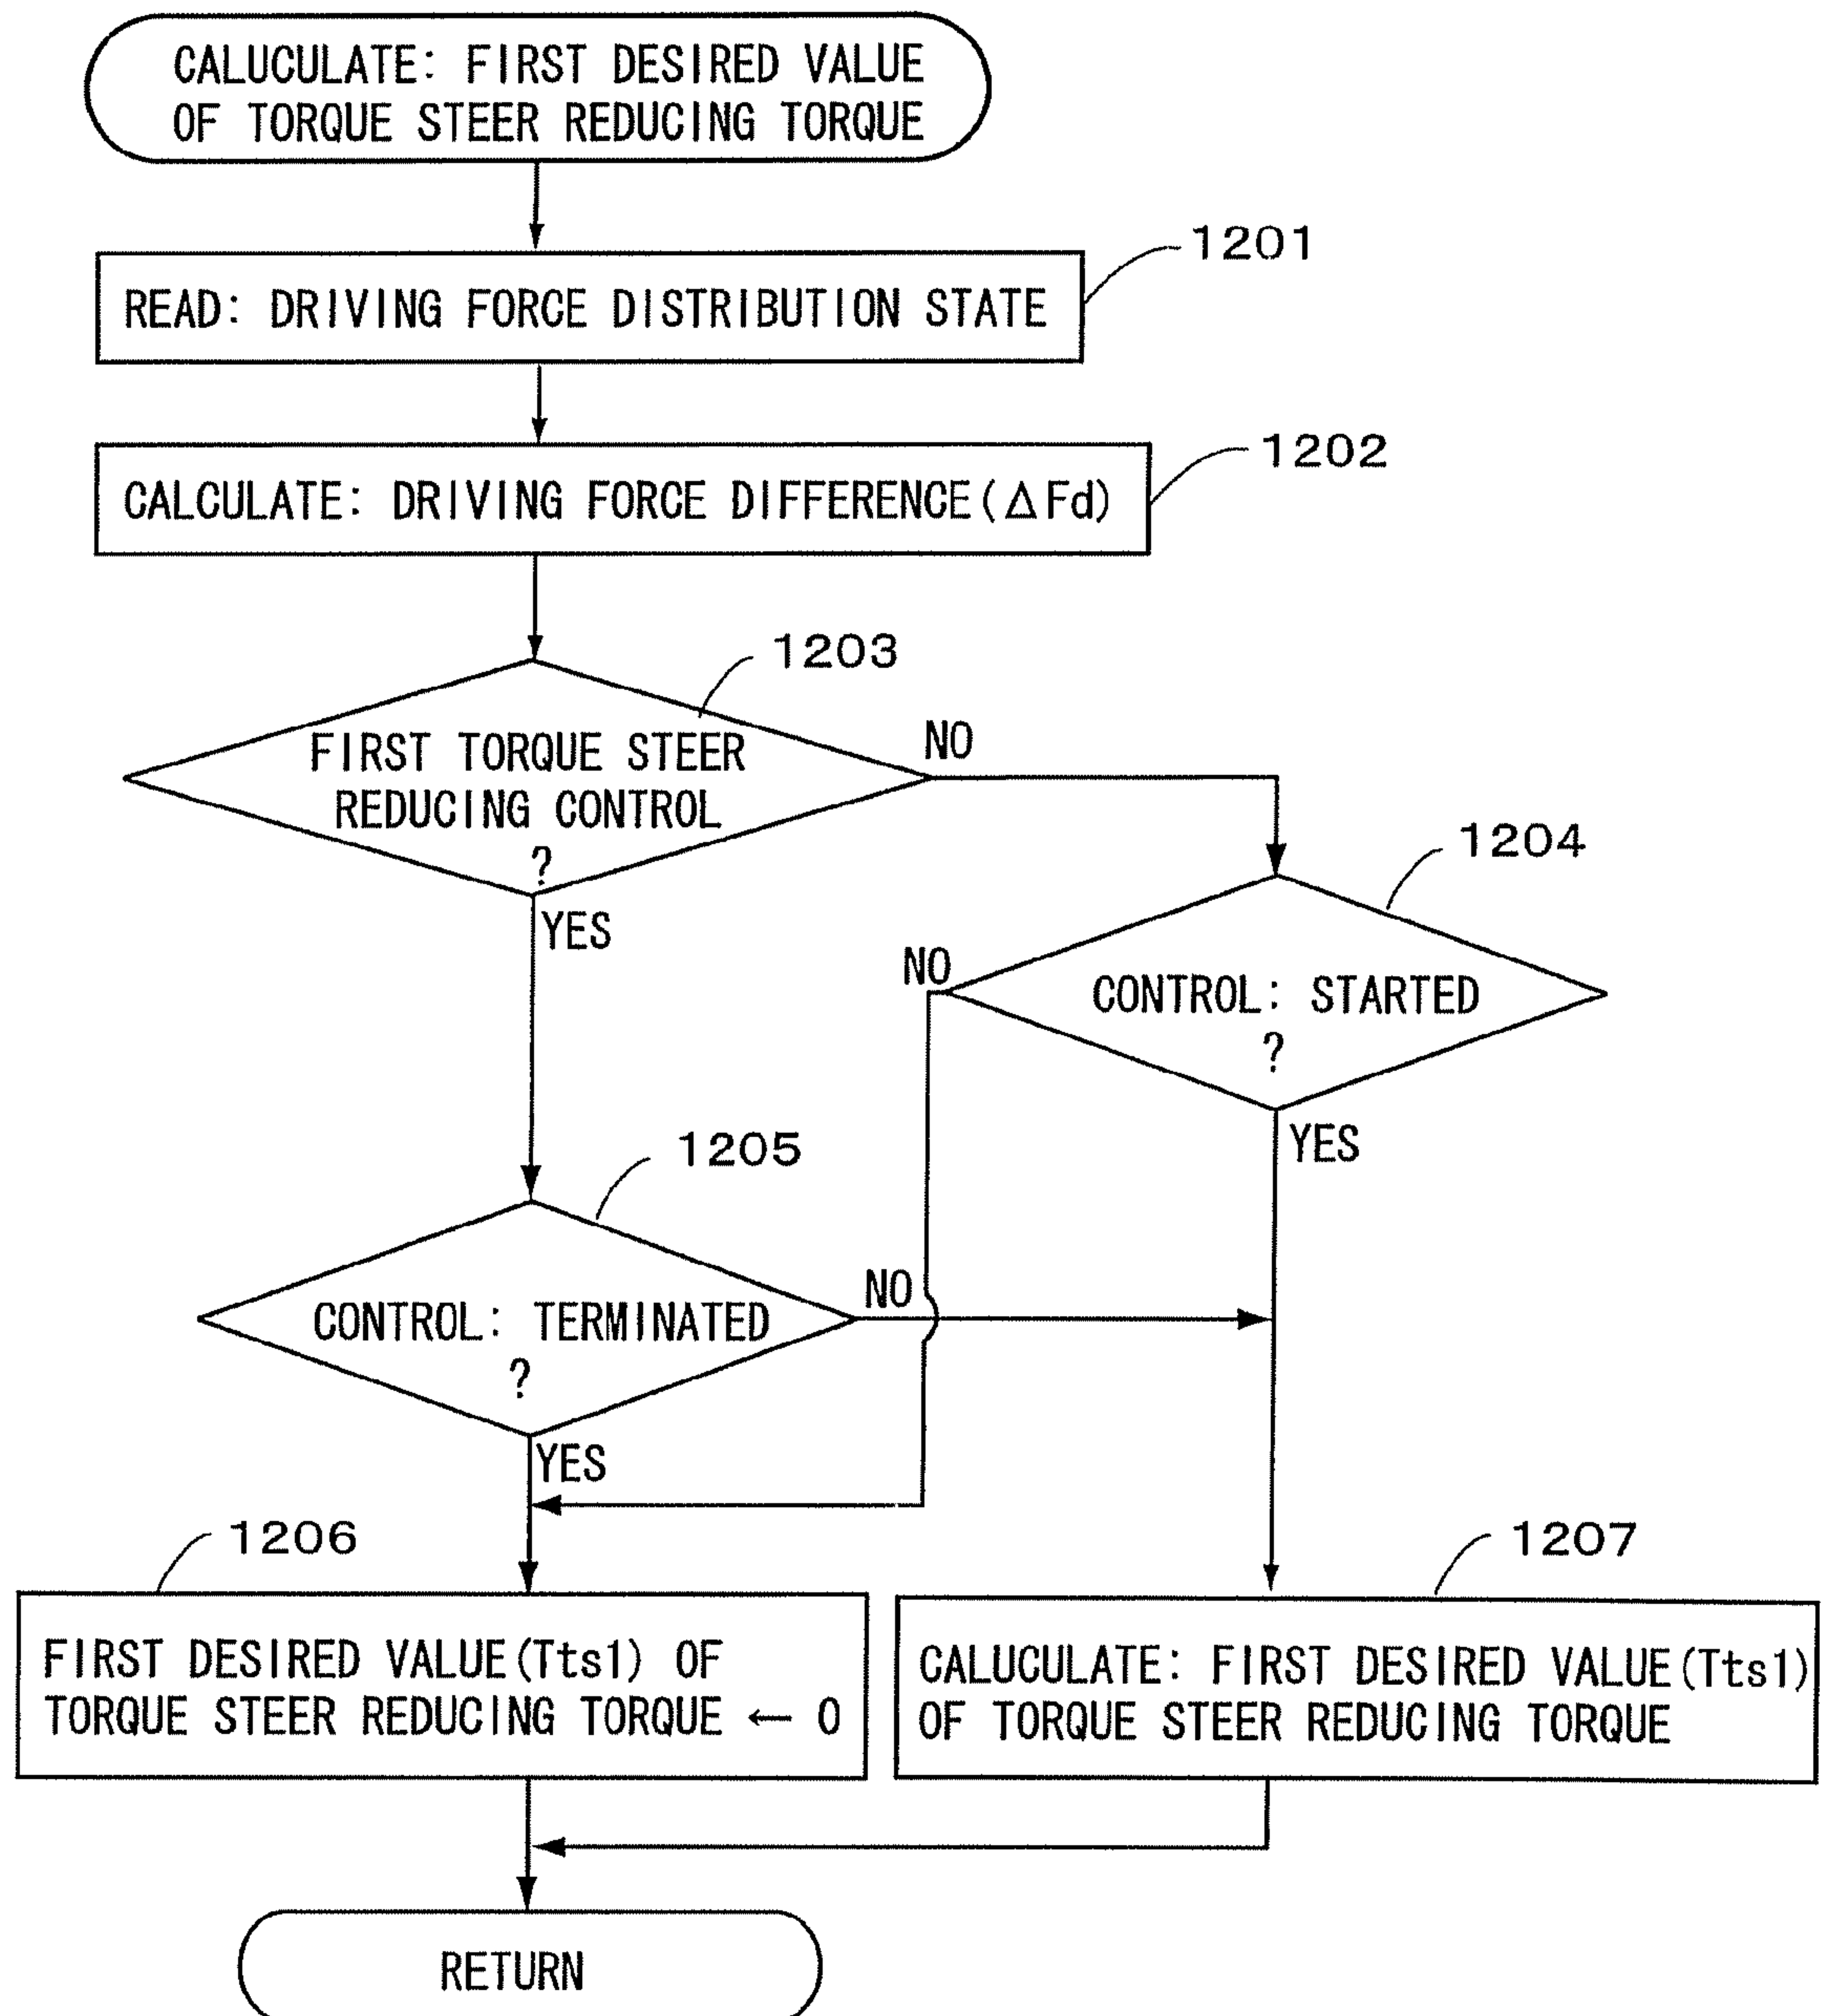 CALUCULATE: FIRST DESIRED VALUE
OF TORQUE STEER REDUCING TORQUE
1201
READ: DRIVING FORCE DISTRIBUTION STATE
1202
CALCULATE: DRIVING FORCE DIFFERENCE(ΔFd)
1203
FIRST TORQUE STEER
REDUCING CONTROL
?
NO
YES
1204
CONTROL: STARTED
?
NO
YES
1205
CONTROL: TERMINATED
?
NO
YES
1206
FIRST DESIRED VALUE(Tts1) OF
TORQUE STEER REDUCING TORQUE ← 0
1207
CALUCULATE: FIRST DESIRED VALUE(Tts1)
OF TORQUE STEER REDUCING TORQUE
RETURN